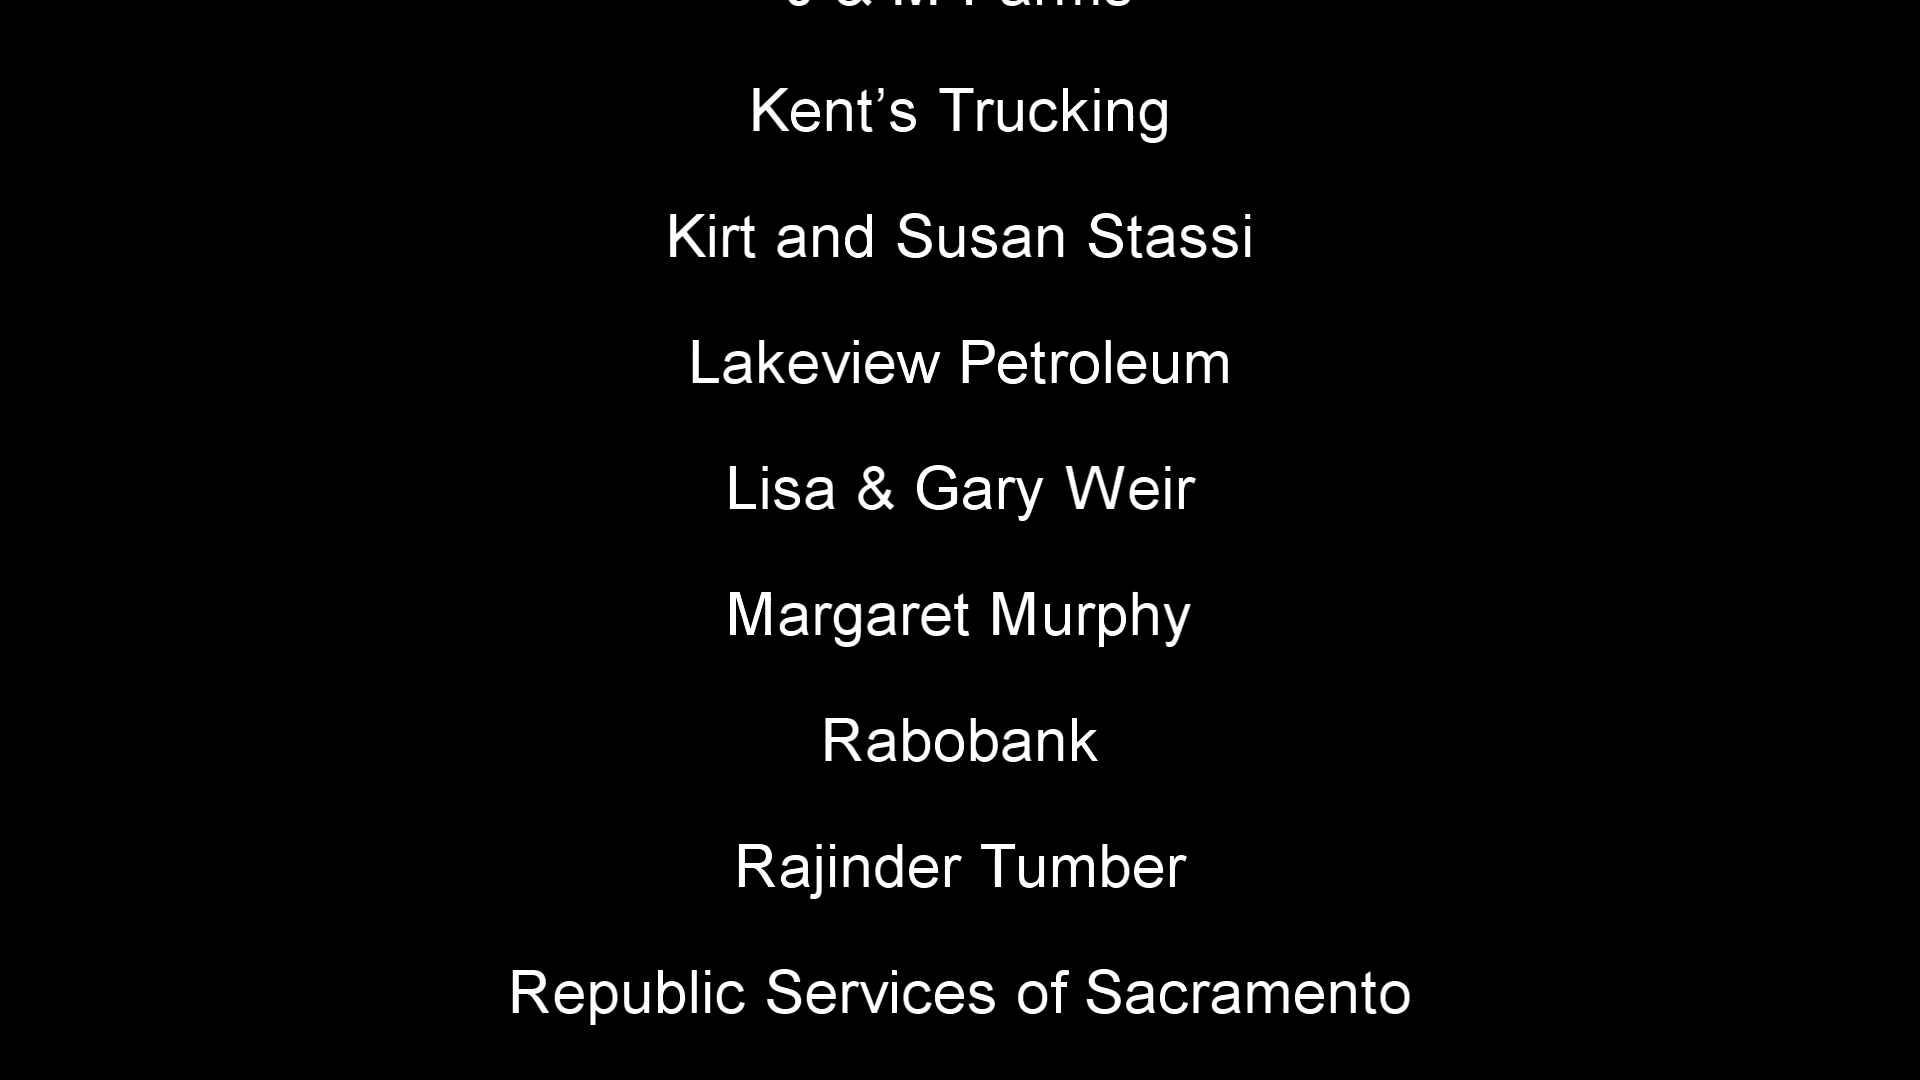 J & M Farms
Kent’s Trucking
Kirt and Susan Stassi
Lakeview Petroleum
Lisa & Gary Weir
Margaret Murphy
Rabobank
Rajinder Tumber
Republic Services of Sacramento